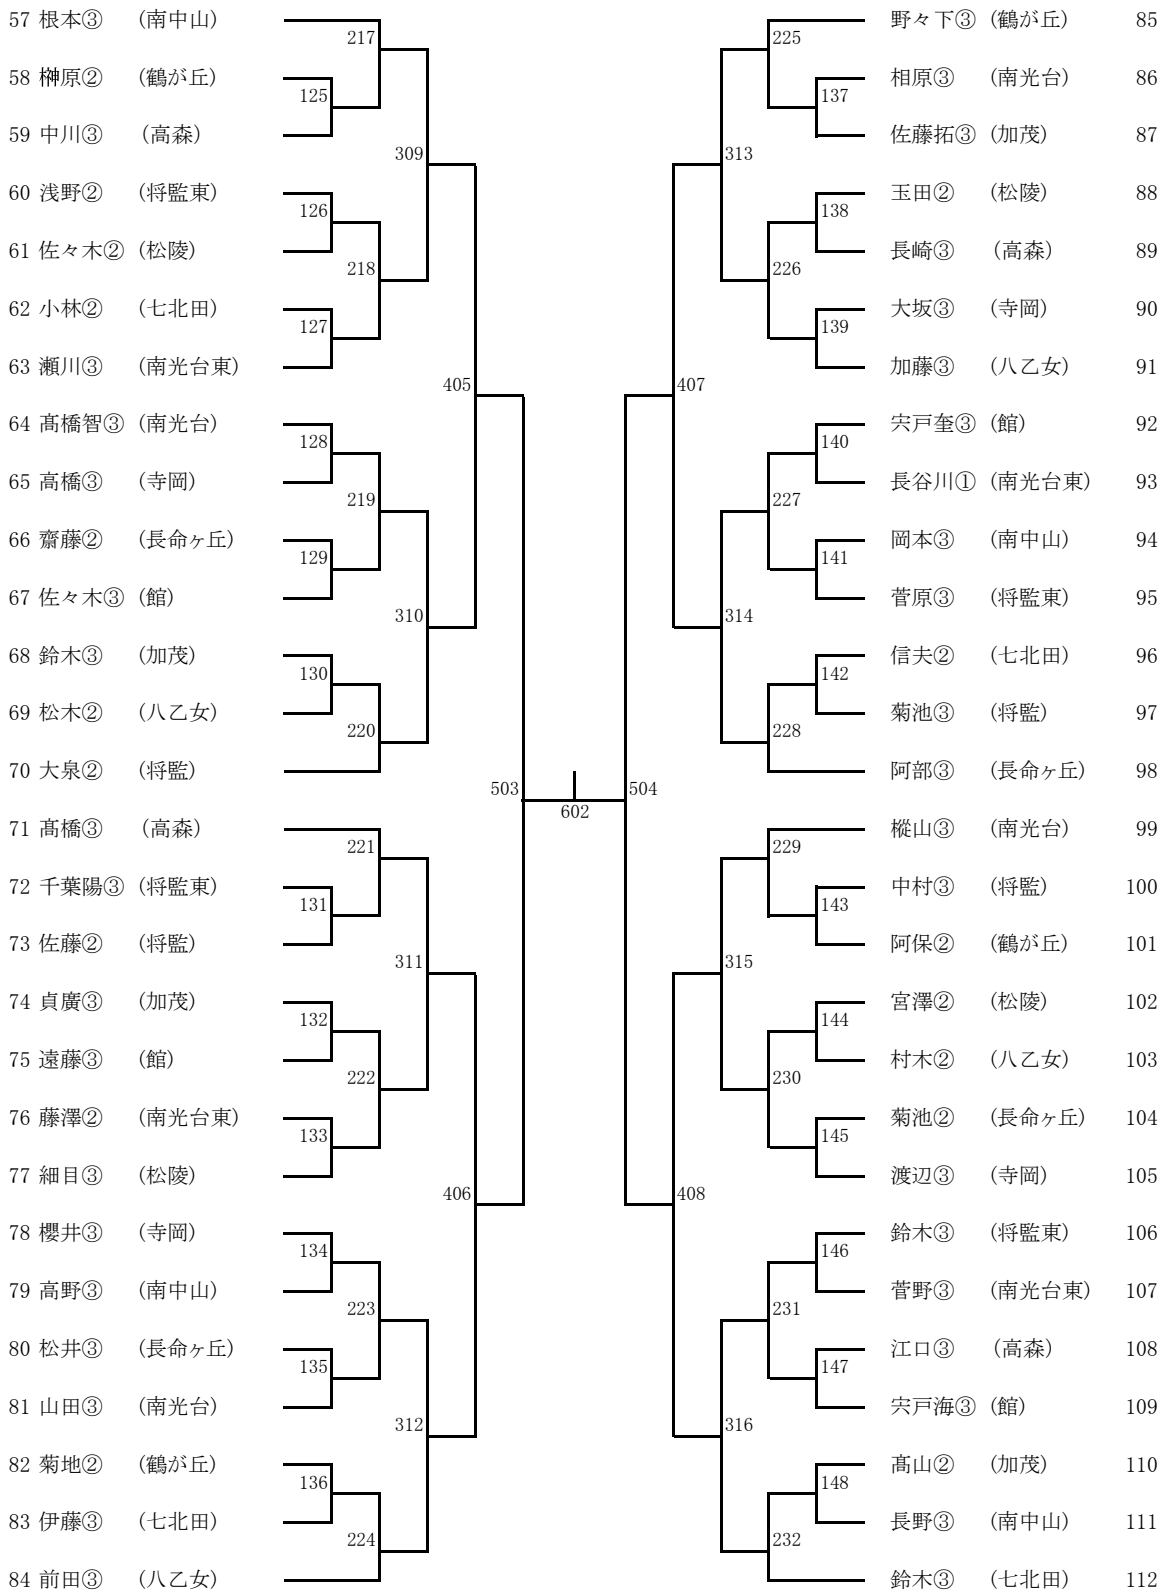 57 根本③ (南中山)
58 榊原② (鶴が丘)
59 中川③ (高森)
60 浅野② (将監東)
61 佐々木② (松陵)
62 小林② (七北田)
63 瀬川③ (南光台東)
64 髙橋智③ (南光台)
65 高橋③ (寺岡)
66 齋藤② (長命ヶ丘)
67 佐々木③ (館)
68 鈴木③ (加茂)
69 松木② (八乙女)
70 大泉② (将監)
71 髙橋③ (高森)
72 千葉陽③ (将監東)
73 佐藤② (将監)
74 貞廣③ (加茂)
75 遠藤③ (館)
76 藤澤② (南光台東)
77 細目③ (松陵)
78 櫻井③ (寺岡)
79 高野③ (南中山)
80 松井③ (長命ヶ丘)
81 山田③ (南光台)
82 菊地② (鶴が丘)
83 伊藤③ (七北田)
84 前田③ (八乙女)
125
126
127
128
129
130
131
132
133
134
135
136
217
218
219
220
221
222
223
224
309
310
311
312
405
406
503
602
504
407
408
313
314
315
316
225
226
227
228
229
230
231
232
137
138
139
140
141
142
143
144
145
146
147
148
野々下③ (鶴が丘) 85
相原③ (南光台) 86
佐藤拓③ (加茂) 87
玉田② (松陵) 88
長崎③ (高森) 89
大坂③ (寺岡) 90
加藤③ (八乙女) 91
宍戸奎③ (館) 92
長谷川① (南光台東) 93
岡本③ (南中山) 94
菅原③ (将監東) 95
信夫② (七北田) 96
菊池③ (将監) 97
阿部③ (長命ヶ丘) 98
樅山③ (南光台) 99
中村③ (将監) 100
阿保② (鶴が丘) 101
宮澤② (松陵) 102
村木② (八乙女) 103
菊池② (長命ヶ丘) 104
渡辺③ (寺岡) 105
鈴木③ (将監東) 106
菅野③ (南光台東) 107
江口③ (高森) 108
宍戸海③ (館) 109
髙山② (加茂) 110
長野③ (南中山) 111
鈴木③ (七北田) 112